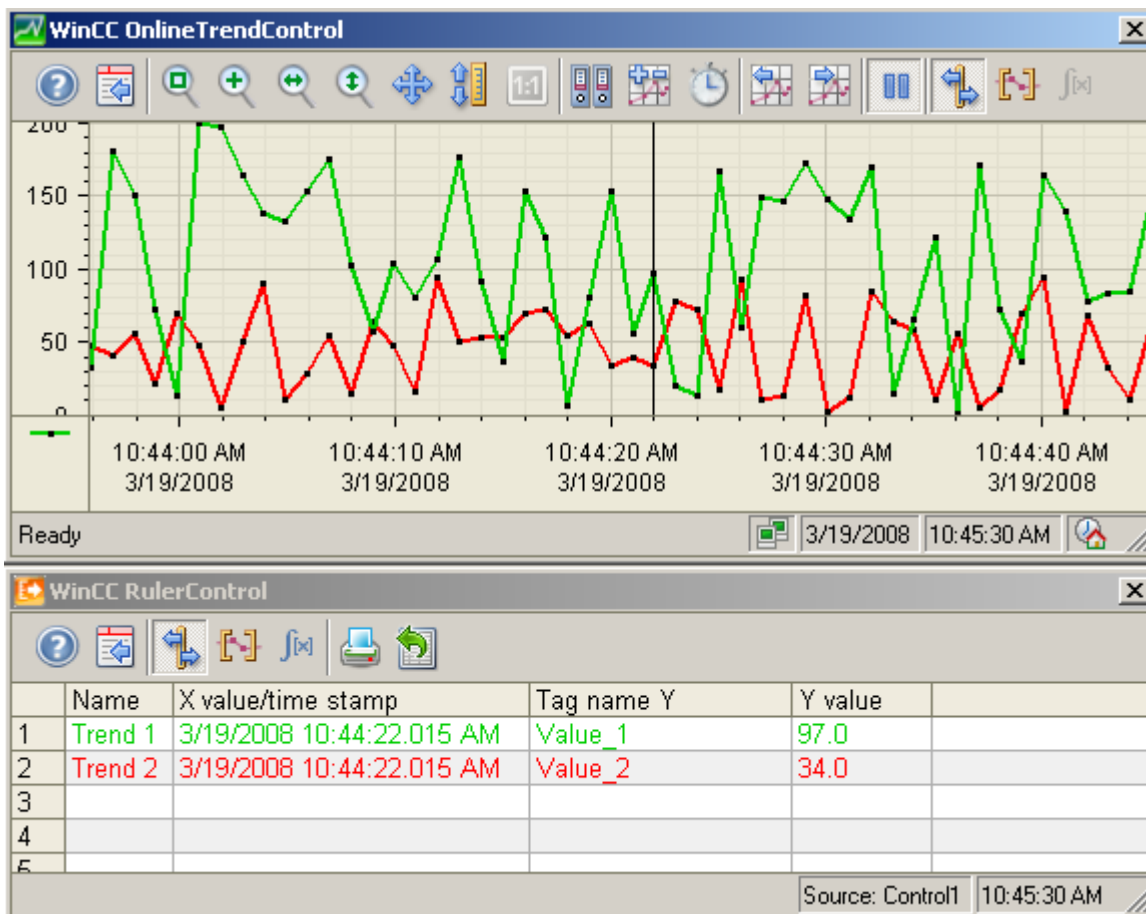 WinCC OnlineTrendControl
1:1
f[x]
200
150
100
50
0
10:44:00 AM 10:44:10 AM 10:44:20 AM 10:44:30 AM 10:44:40 AM
3/19/2008 3/19/2008 3/19/2008 3/19/2008 3/19/2008
Ready 3/19/2008 10:45:30 AM
WinCC RulerControl
∫[x]
Name X value/time stamp Tag name Y Y value
1 Trend 1 3/19/2008 10:44:22.015 AM Value_1 97.0
2 Trend 2 3/19/2008 10:44:22.015 AM Value_2 34.0
3
4
5
Source: Control1 10:45:30 AM